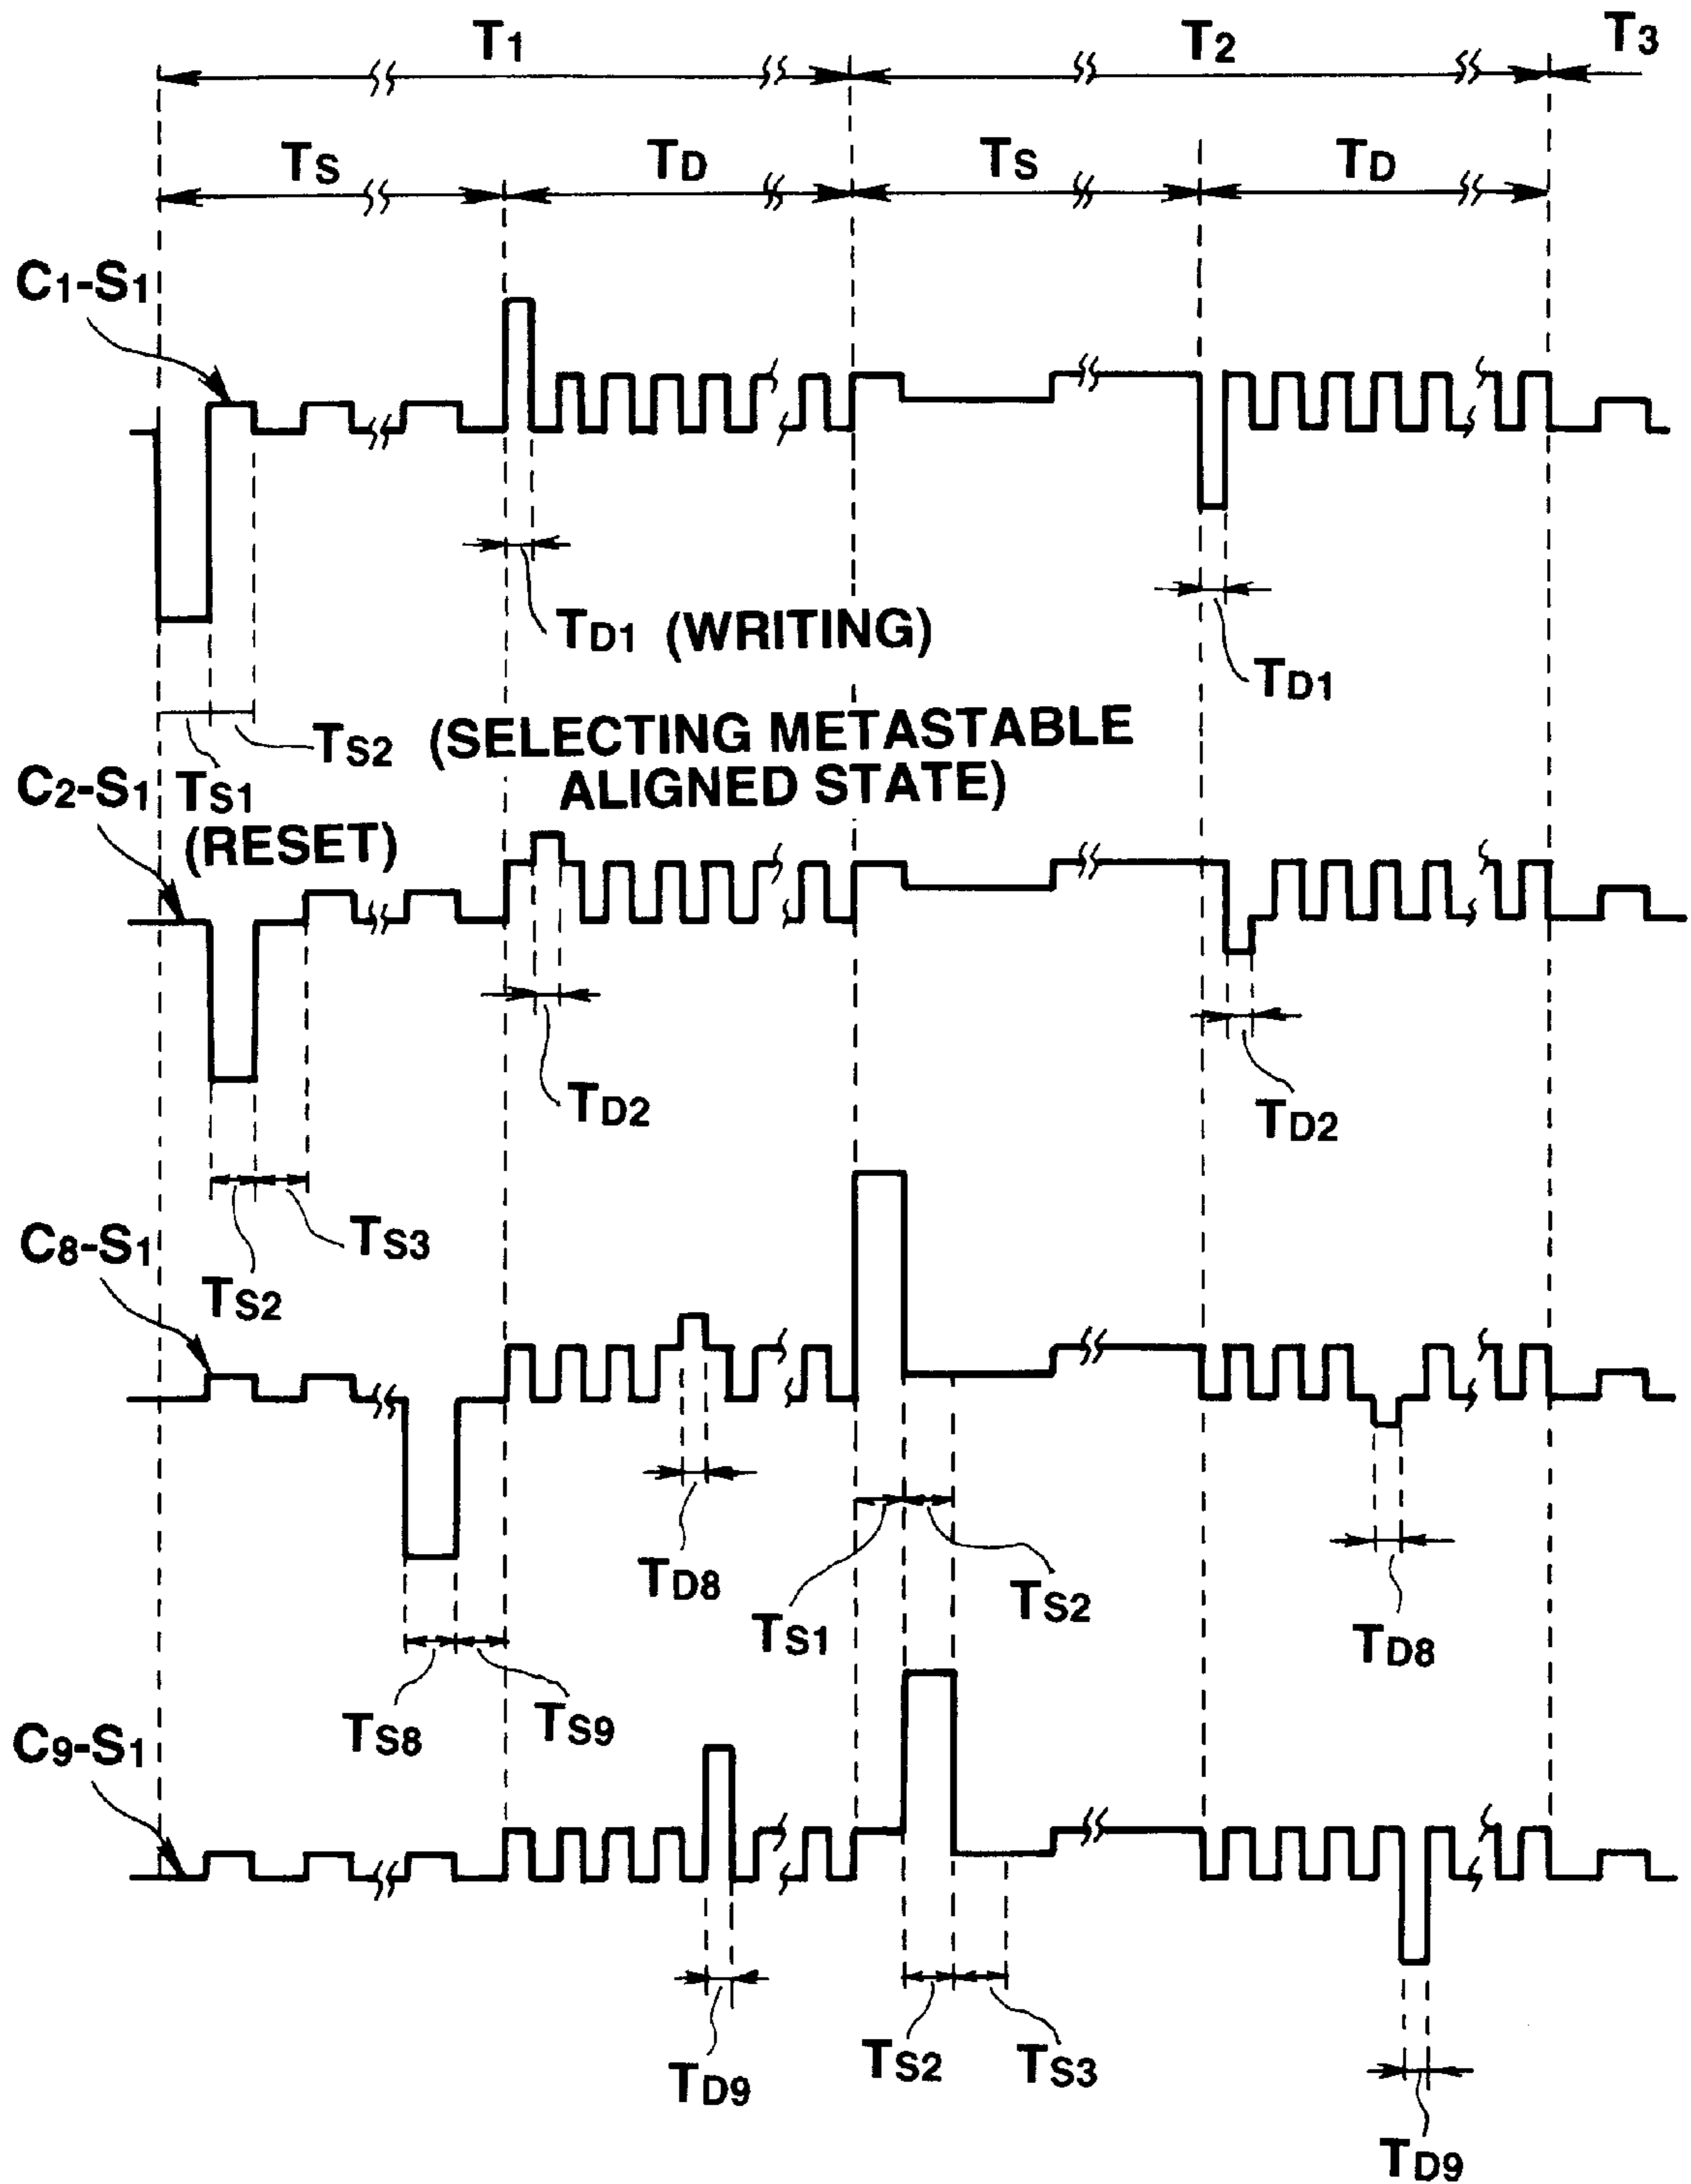 T1 T2 T3
TS TD TS TD
C1-S1
TD1 (WRITING)
TD1
TS2 (SELECTING METASTABLE
ALIGNED STATE)
C2-S1 TS1
(RESET)
TD2
TD2
TS3
C8-S1
TS2
TD8
TS2
TS1
TD8
TS8 TS9
C9-S1
TS2 TS3
TD9
TD9